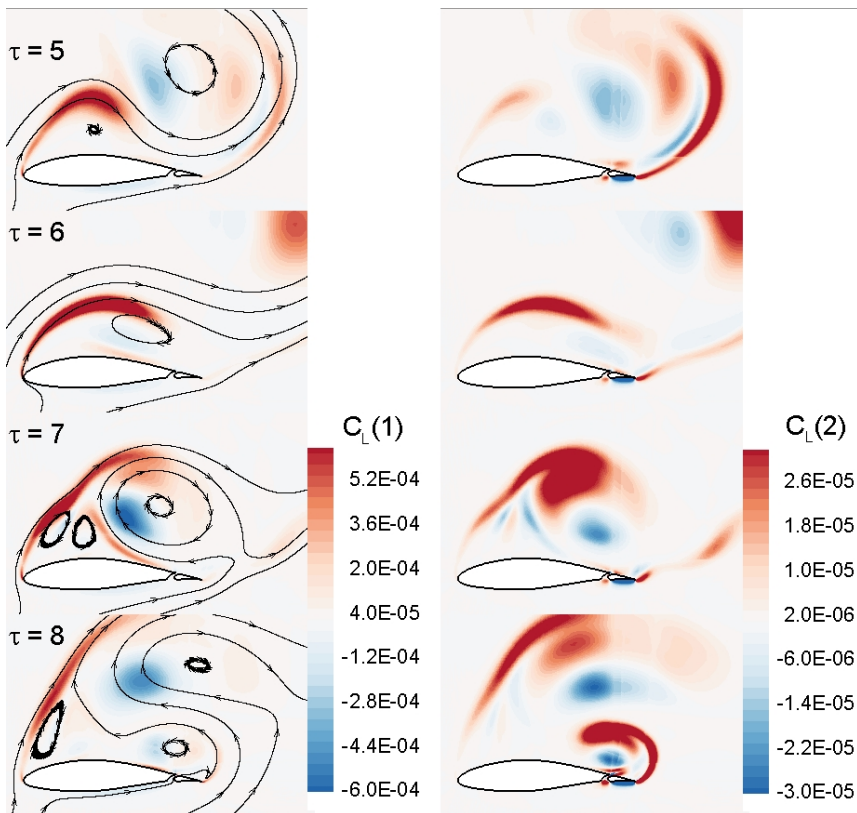 τ = 5
τ = 6
τ = 7
τ = 8
C_L(1)
5.2E-04
3.6E-04
2.0E-04
4.0E-05
-1.2E-04
-2.8E-04
-4.4E-04
-6.0E-04
C_L(2)
2.6E-05
1.8E-05
1.0E-05
2.0E-06
-6.0E-06
-1.4E-05
-2.2E-05
-3.0E-05